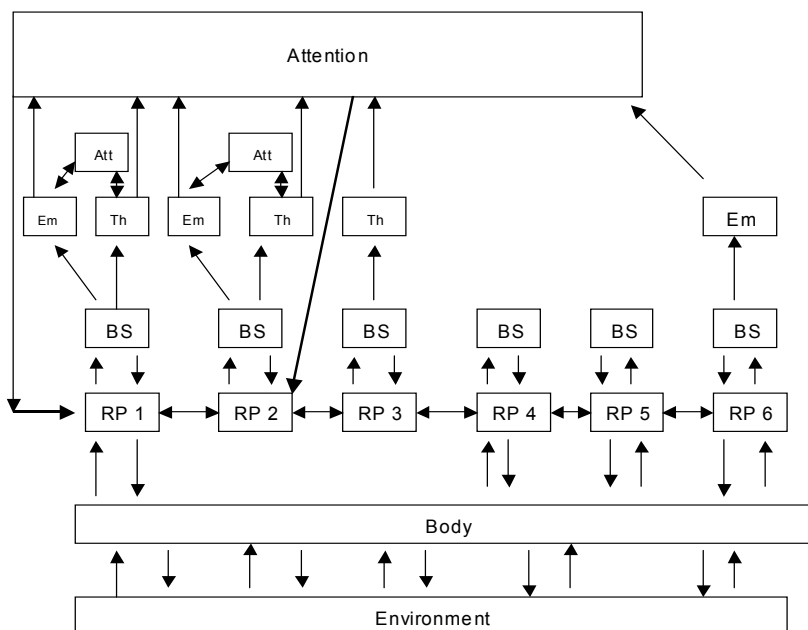 Attention
Att
Att
Em
Th
Em
Th
Th
Em
BS
BS
BS
BS
BS
BS
RP 1
RP 2
RP 3
RP 4
RP 5
RP 6
Body
Environment